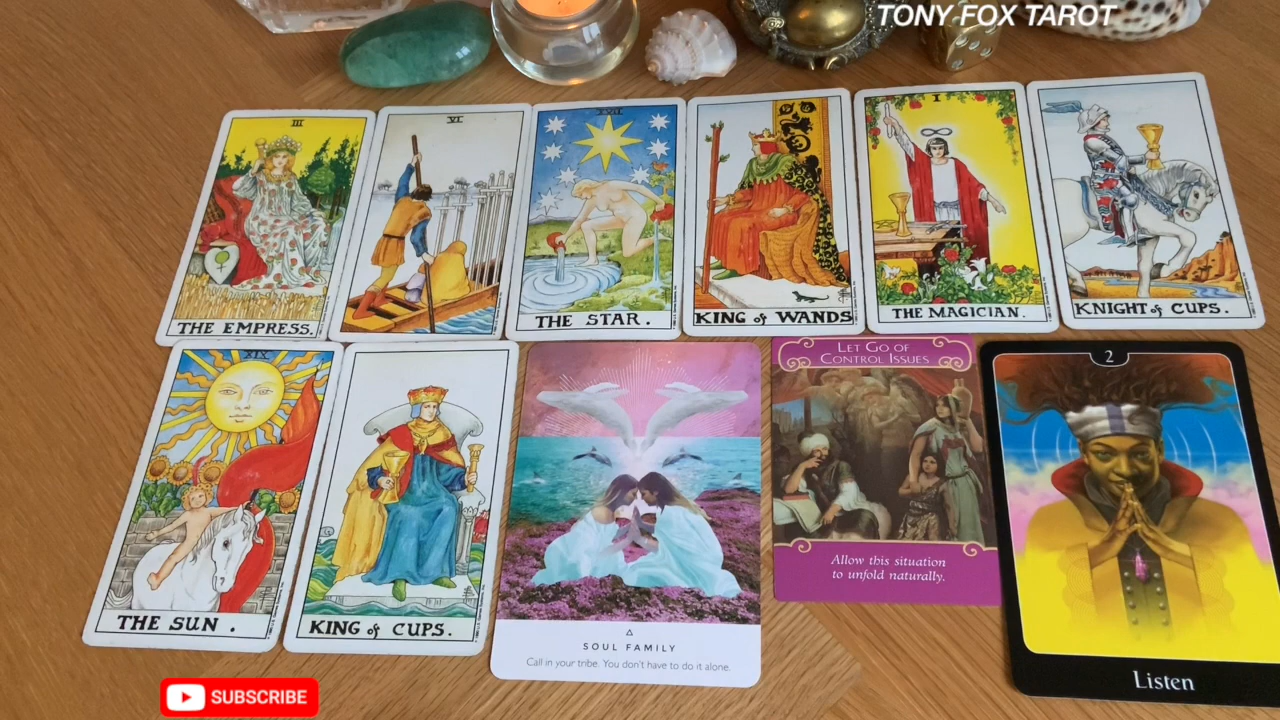 TONY FOX TAROT
III
THE EMPRESS.
VI
XVII
THE STAR.
KING of WANDS
I
THE MAGICIAN.
KNIGHT of CUPS.
XIX
THE SUN.
KING of CUPS.
SOUL FAMILY
Call in your tribe. You don't have to do it alone.
LET GO OF
CONTROL ISSUES
Allow this situation
to unfold naturally.
2
Listen
SUBSCRIBE